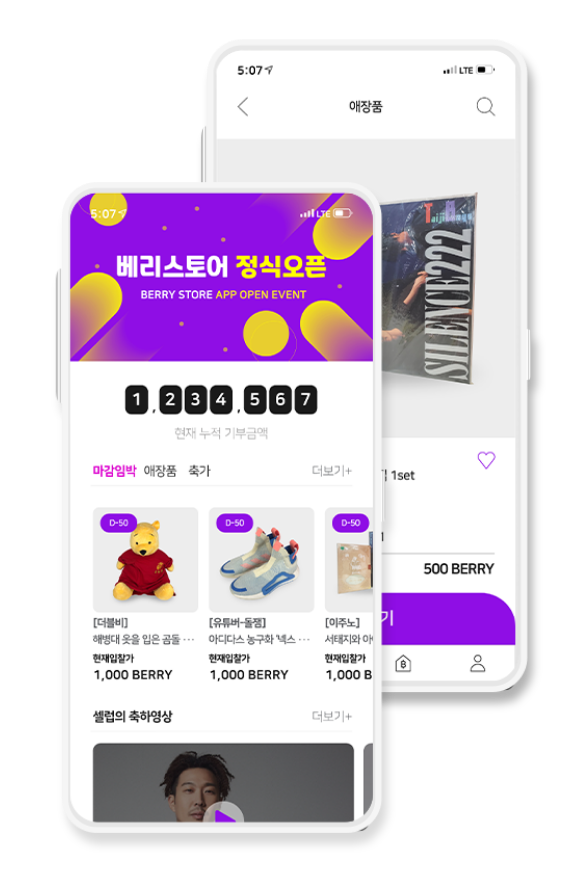 5:07
LTE
애장품
SILENCE222
1set
500 BERRY
기
5:07
LTE
베리스토어 정식오픈
BERRY STORE APP OPEN EVENT
1,234,567
현재 누적 기부금액
마감임박 애장품 축가 더보기+
D-50 D-50 D-50
[더블비] [유튜버-돌쨍] [이주노]
해병대 옷을 입은 곰돌 ··· 아디다스 농구화 '넥스 ··· 서태지와 아
현재입찰가 현재입찰가 현재입찰가
1,000 BERRY 1,000 BERRY 1,000 B
셀럽의 축하영상 더보기+